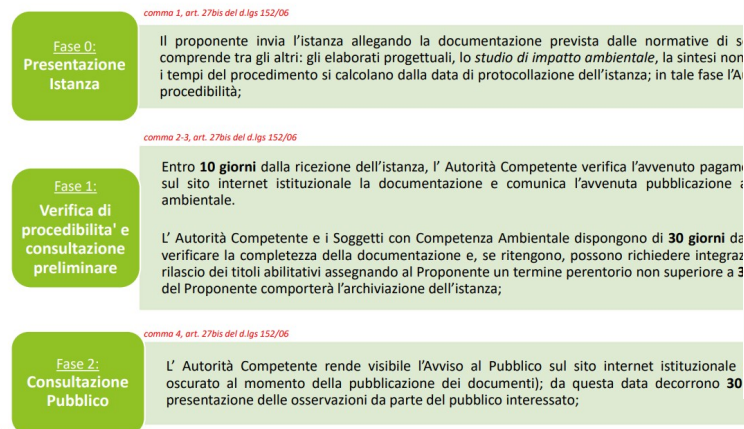 comma 1, art. 27bis del d.lgs 152/06
Fase 0:
Presentazione
Istanza
Il proponente invia l'istanza allegando la documentazione prevista dalle normative di
comprende tra gli altri: gli elaborati progettuali, lo studio di impatto ambientale, la sintesi non
i tempi del procedimento si calcolano dalla data di protocollazione dell'istanza; in tale fase
procedibilità;
comma 2-3, art. 27bis del d.lgs 152/06
Fase 1:
Verifica di
procedibilita' e
consultazione
preliminare
Entro 10 giorni dalla ricezione dell'istanza, l' Autorità Competente verifica l'avvenuto
sul sito internet istituzionale la documentazione e comunica l'avvenuta pubblicazione
ambientale.
L' Autorità Competente e i Soggetti con Competenza Ambientale dispongono di 30 giorni
verificare la completezza della documentazione e, se ritengono, possono richiedere
rilascio dei titoli abilitativi assegnando al Proponente un termine perentorio non superiore a
del Proponente comporterà l'archiviazione dell'istanza;
comma 4, art. 27bis del d.lgs 152/06
Fase 2:
Consultazione
Pubblico
L' Autorità Competente rende visibile l'Avviso al Pubblico sul sito internet istituzionale
oscurato al momento della pubblicazione dei documenti); da questa data decorrono 30
presentazione delle osservazioni da parte del pubblico interessato;